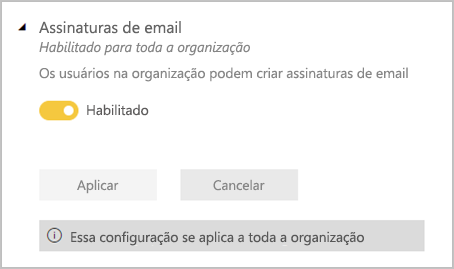 Assinaturas de email
Habilitado para toda a organização
Os usuários na organização podem criar assinaturas de email
Habilitado
Aplicar
Cancelar
Essa configuração se aplica a toda a organização